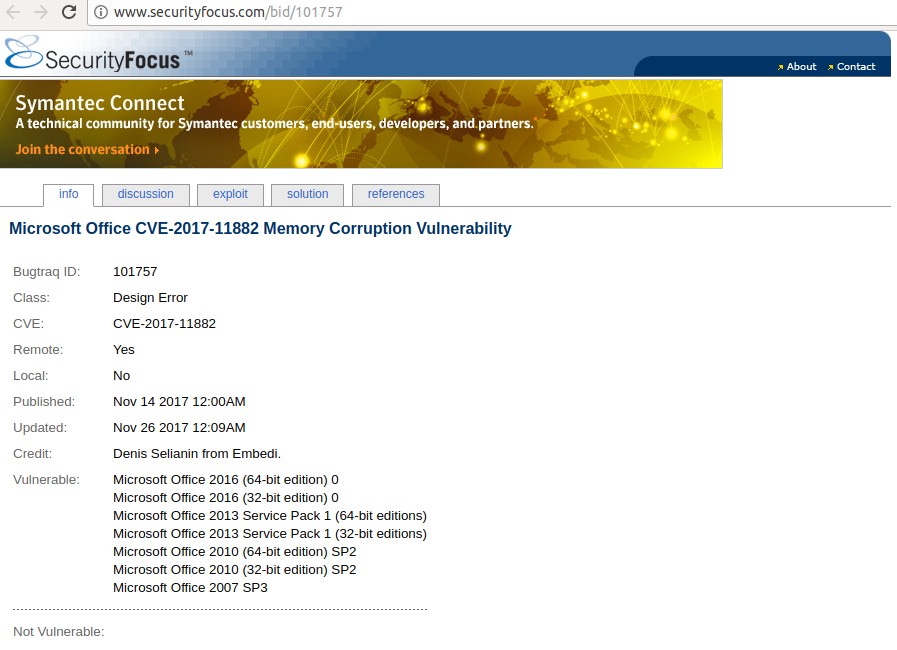 www.securityfocus.com/bid/101757
SecurityFocus™
About Contact
Symantec Connect
A technical community for Symantec customers, end-users, developers, and partners.
Join the conversation
info discussion exploit solution references
Microsoft Office CVE-2017-11882 Memory Corruption Vulnerability
Bugtraq ID: 101757
Class: Design Error
CVE: CVE-2017-11882
Remote: Yes
Local: No
Published: Nov 14 2017 12:00AM
Updated: Nov 26 2017 12:09AM
Credit: Denis Selianin from Embedi.
Vulnerable: Microsoft Office 2016 (64-bit edition) 0
Microsoft Office 2016 (32-bit edition) 0
Microsoft Office 2013 Service Pack 1 (64-bit editions)
Microsoft Office 2013 Service Pack 1 (32-bit editions)
Microsoft Office 2010 (64-bit edition) SP2
Microsoft Office 2010 (32-bit edition) SP2
Microsoft Office 2007 SP3
Not Vulnerable: